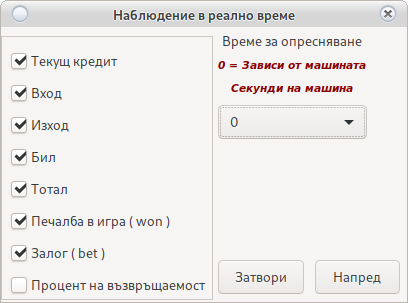 Наблюдение в реално време
Текущ кредит
Вход
Изход
Бил
Тотал
Печалба в игра ( won )
Залог ( bet )
Процент на възвръщаемост
Време за опресняване
0 = Зависи от машината
Секунди на машина
0
Затвори
Напред